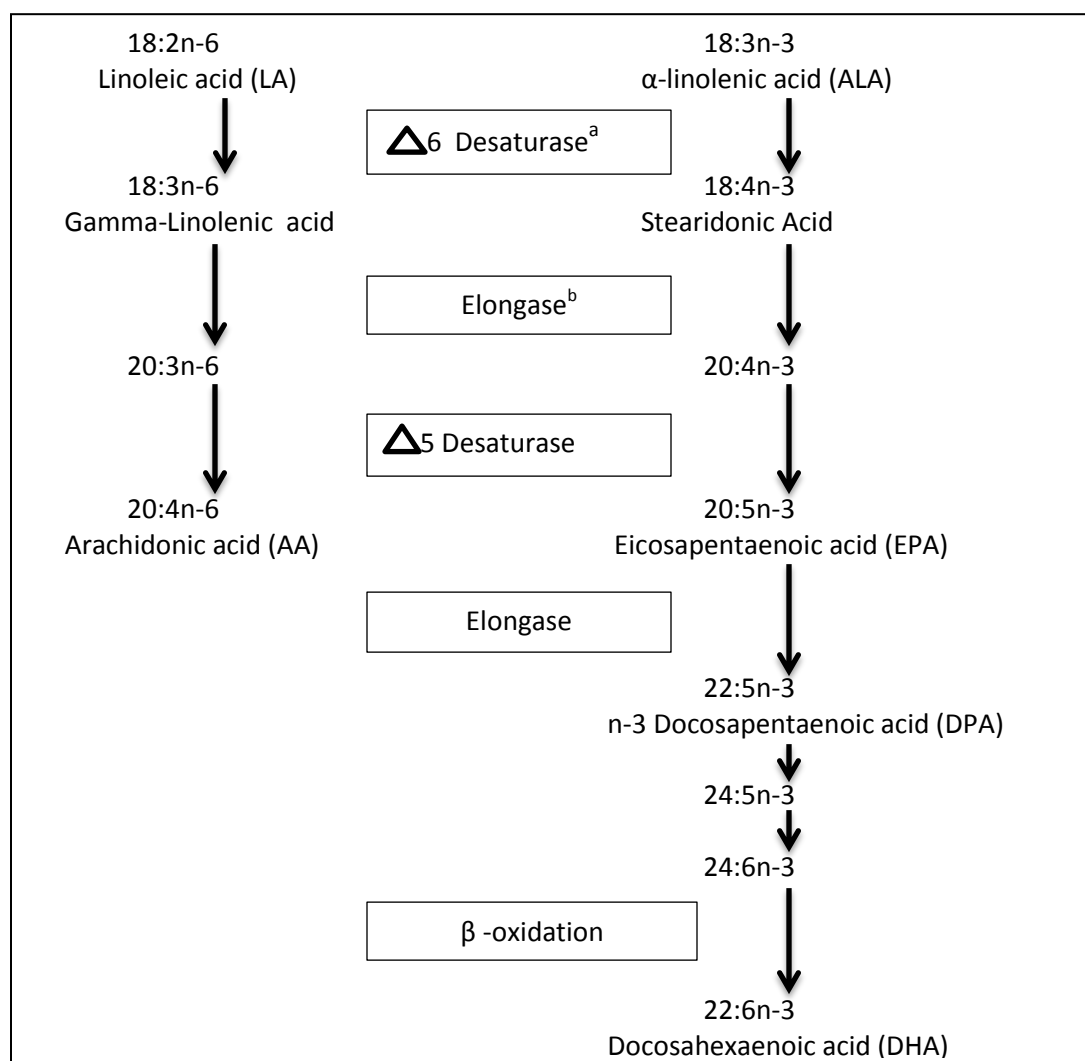 18:2n-6 18:3n-3
Linoleic acid (LA) α-linolenic acid (ALA)
△6 Desaturaseᵃ
18:3n-6 18:4n-3
Gamma-Linolenic acid Stearidonic Acid
Elongaseᵇ
20:3n-6 20:4n-3
△5 Desaturase
20:4n-6 20:5n-3
Arachidonic acid (AA) Eicosapentaenoic acid (EPA)
Elongase
22:5n-3
n-3 Docosapentaenoic acid (DPA)
24:5n-3
24:6n-3
β -oxidation
22:6n-3
Docosahexaenoic acid (DHA)